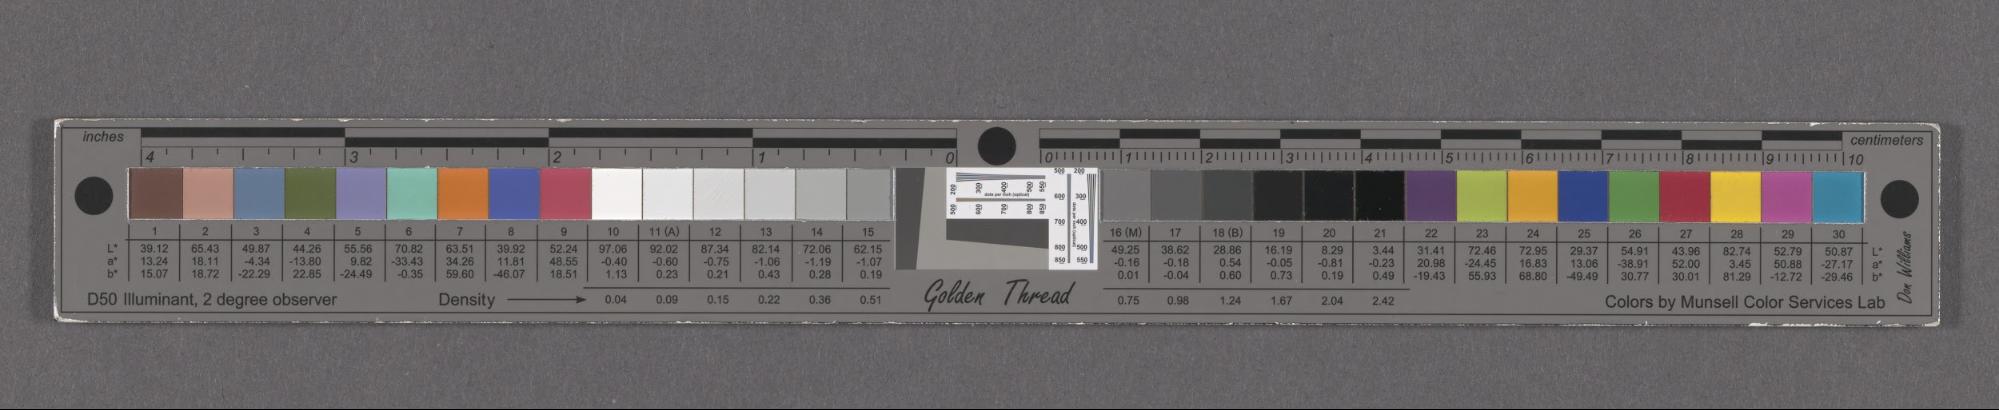 inches
centimeters
4 3 2 1 0
0 1 2 3 4 5 6 7 8 9 10
1 2 3 4 5 6 7 8 9 10 11 (A) 12 13 14 15
L* 39.12 65.43 49.87 44.26 55.56 70.82 63.51 39.92 52.24 97.06 92.02 87.34 82.14 72.06 62.15
a* 13.24 18.11 -4.34 -13.80 9.82 -33.43 34.26 11.81 48.55 -0.40 -0.60 -0.75 -1.06 -1.19 -1.07
b* 15.07 18.72 -22.29 22.85 -24.49 -0.35 59.60 -46.07 18.51 1.13 0.23 0.21 0.43 0.28 0.19
D50 Illuminant, 2 degree observer
Density 0.04 0.09 0.15 0.22 0.36 0.51
200 300 400 500 550
dots per inch (optical)
500 600 700 800 850
500 600 700 800 850
200 300 400 500 550
Golden Thread
16 (M) 17 18 (B) 19 20 21 22 23 24 25 26 27 28 29 30
49.25 38.62 28.86 16.19 8.29 3.44 31.41 72.46 72.95 29.37 54.91 43.96 82.74 52.79 50.87 L*
-0.16 -0.18 0.54 -0.05 -0.81 -0.23 20.98 -24.45 16.83 13.06 -38.91 52.00 3.45 50.88 -27.17 a*
0.01 -0.04 0.60 0.73 0.19 0.49 -19.43 55.93 68.80 -49.49 30.77 30.01 81.29 -12.72 -29.46 b*
0.75 0.98 1.24 1.67 2.04 2.42
Colors by Munsell Color Services Lab
Don Williams